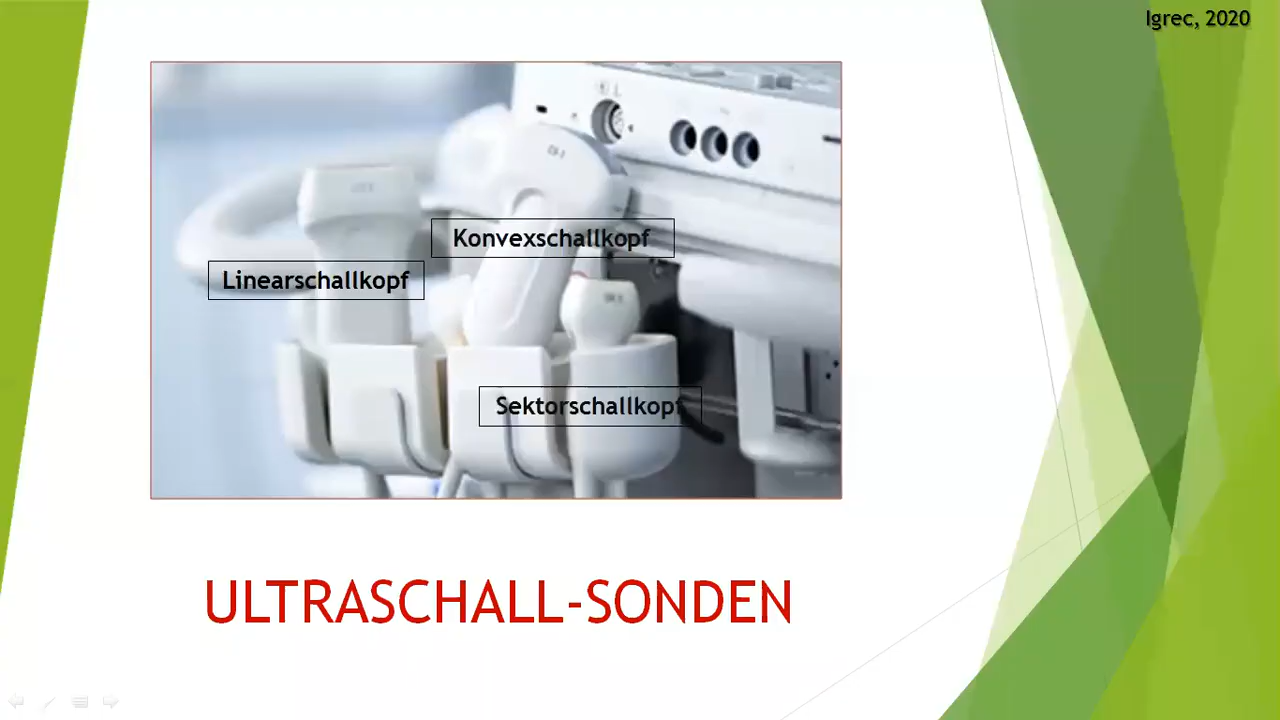 Igrec, 2020
Konvexschallkopf
Linearschallkopf
Sektorschallkopf
ULTRASCHALL-SONDEN